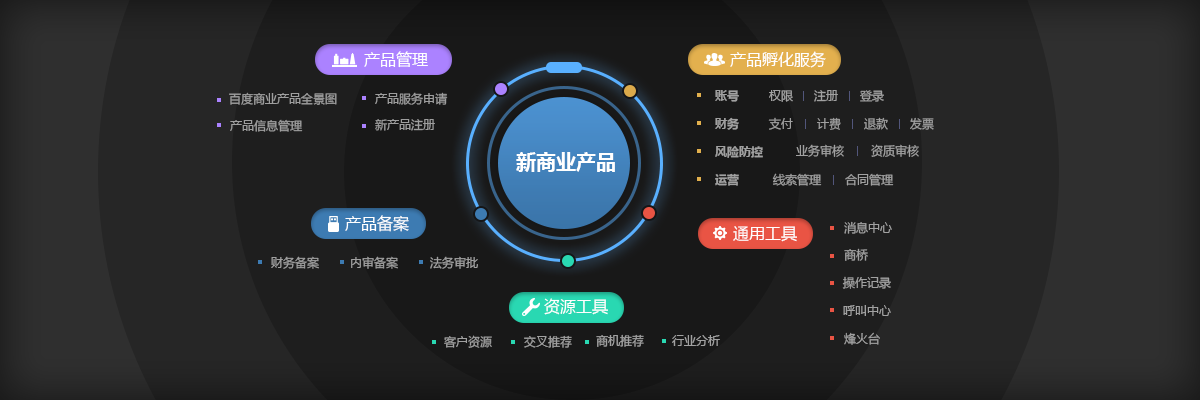 产品管理
百度商业产品全景图
产品服务申请
产品信息管理
新产品注册
产品孵化服务
账号 权限 | 注册 | 登录
财务 支付 | 计费 | 退款 | 发票
风险防控 业务审核 | 资质审核
运营 线索管理 | 合同管理
新商业产品
产品备案
财务备案
内审备案
法务审批
通用工具
消息中心
商桥
操作记录
呼叫中心
烽火台
资源工具
客户资源
交叉推荐
商机推荐
行业分析